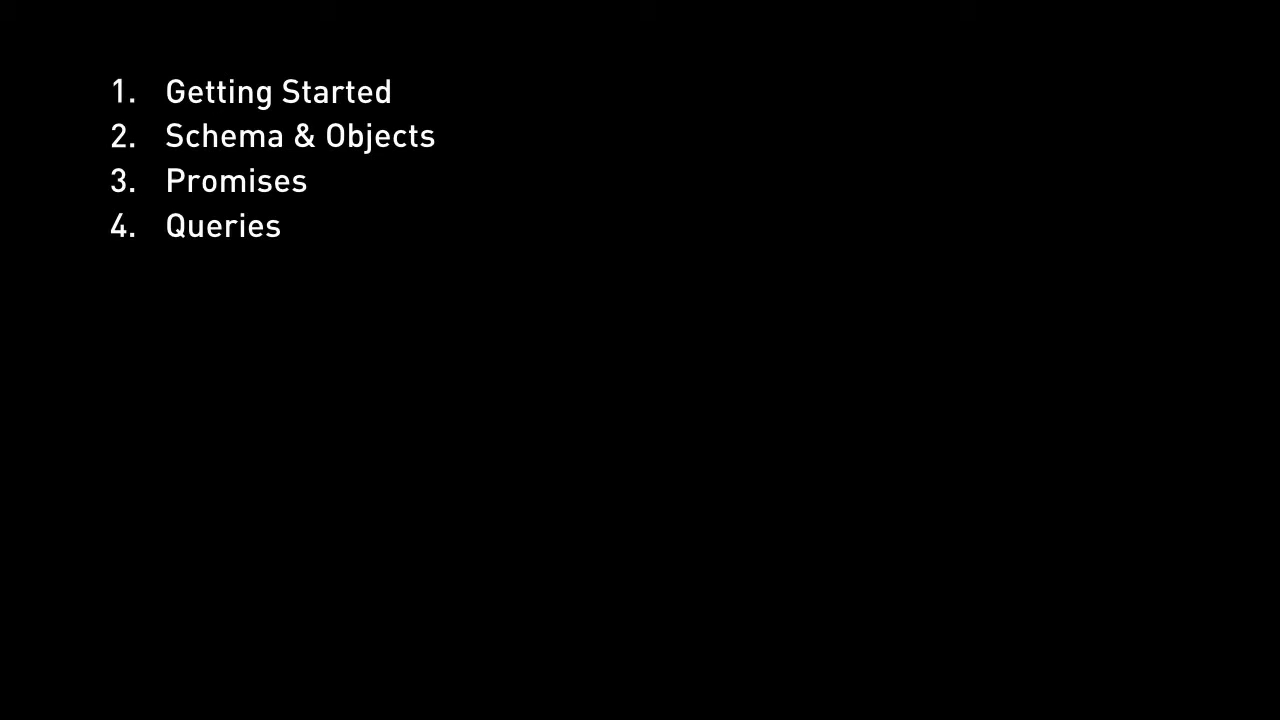 1. Getting Started
2. Schema & Objects
3. Promises
4. Queries